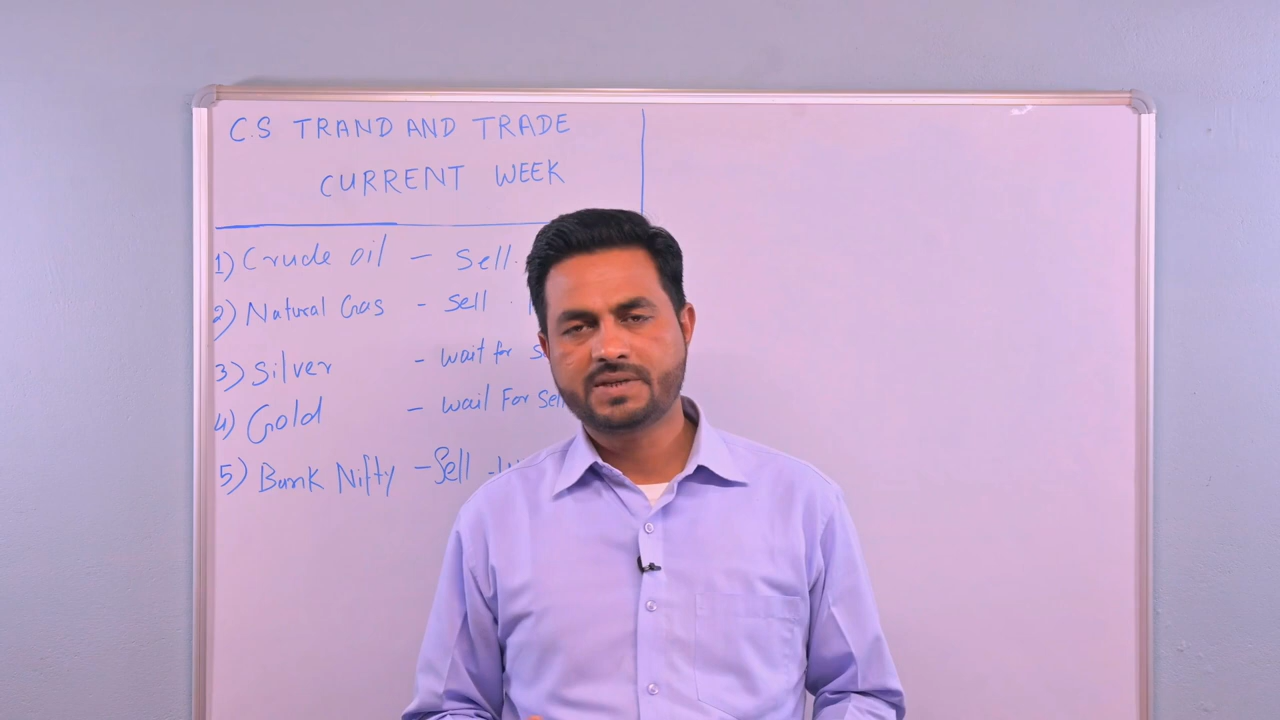 C.S TRAND AND TRADE
CURRENT WEEK
1) Crude oil - Sell.
2) Natural Gas - Sell .
3) Silver - wait for
4) Gold - wait For Sell
5) Bank Nifty - Sell